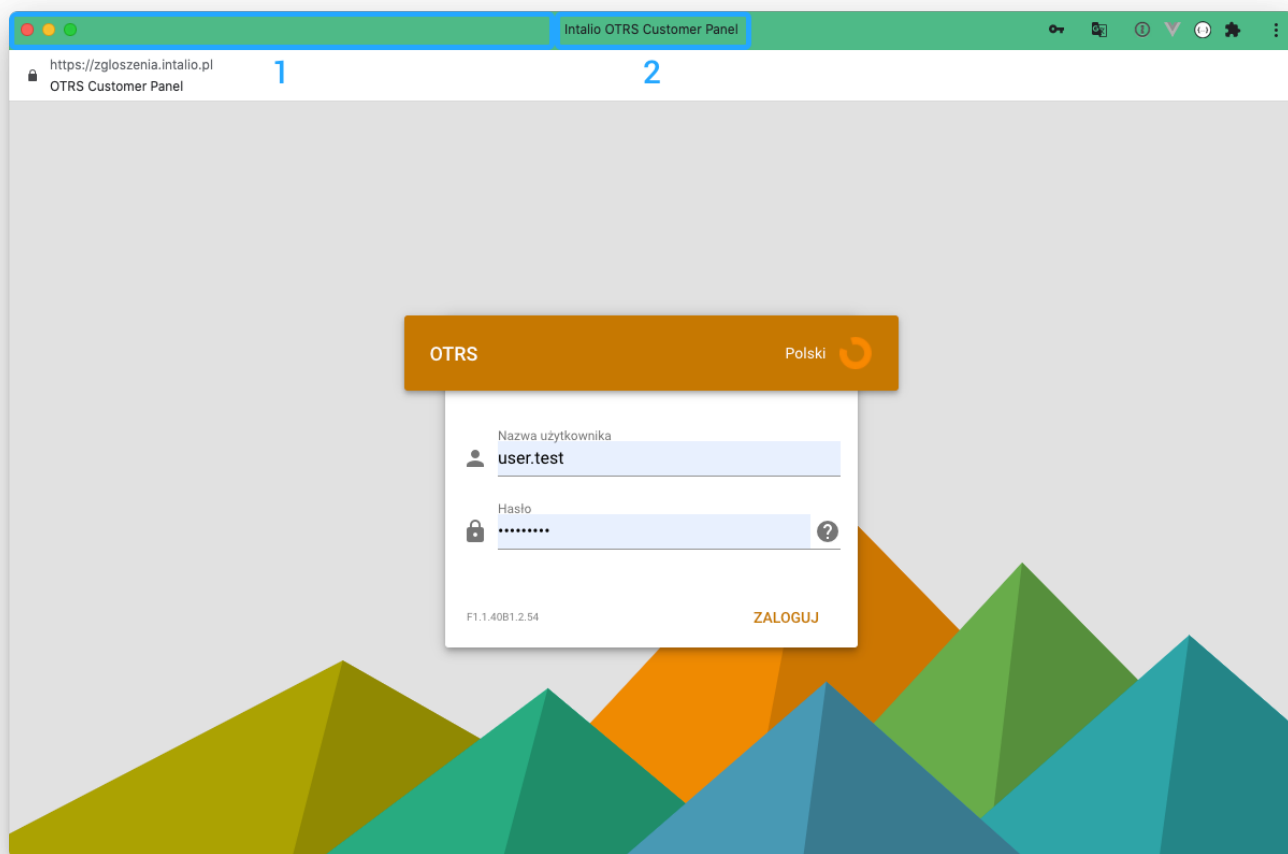 Intalio OTRS Customer Panel
https://zgloszenia.intalio.pl
OTRS Customer Panel
1
2
OTRS
Polski
Nazwa użytkownika
user.test
Hasło
•••••••••
F1.1.40B1.2.54
ZALOGUJ